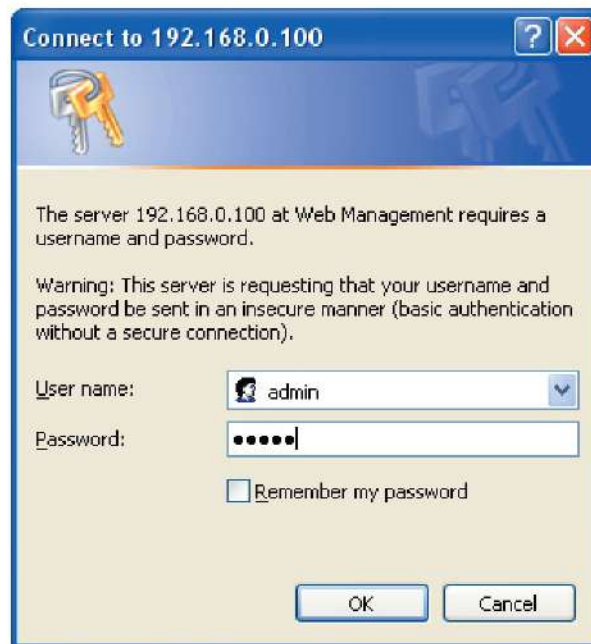 Connect to 192.168.0.100
The server 192.168.0.100 at Web Management requires a
username and password.
Warning: This server is requesting that your username and
password be sent in an insecure manner (basic authentication
without a secure connection).
User name:
admin
Password:
•••••
Remember my password
OK
Cancel